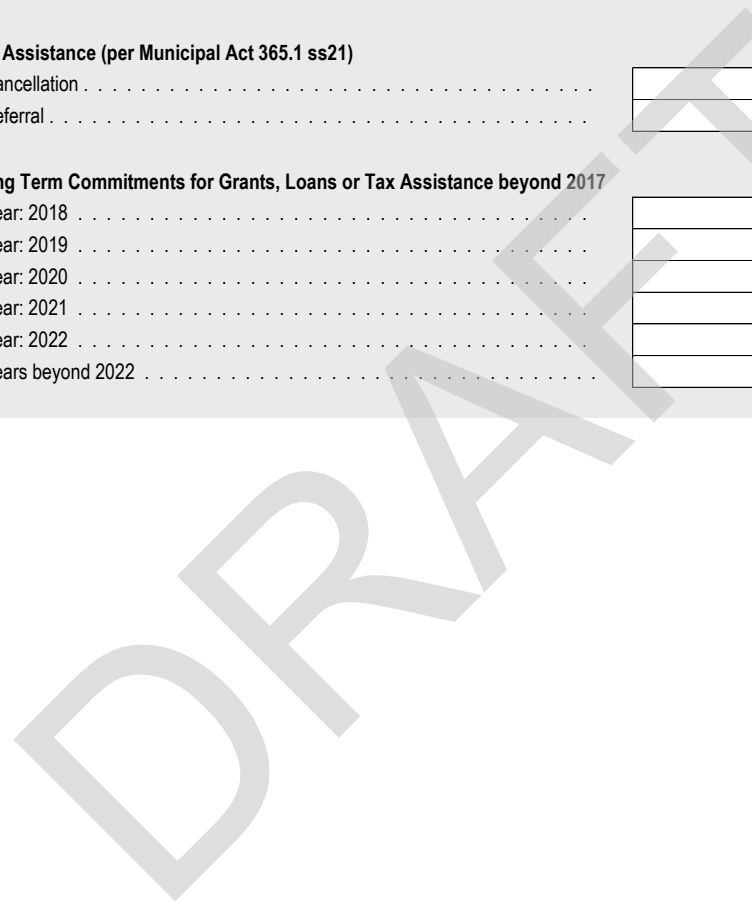 Assistance (per Municipal Act 365.1 ss21)
ancellation . . . . . . . . . . . . . . . . . . . . . . . . . . . . . . . . . . . .
eferral . . . . . . . . . . . . . . . . . . . . . . . . . . . . . . . . . . . . . .
ng Term Commitments for Grants, Loans or Tax Assistance beyond 2017
ear: 2018 . . . . . . . . . . . . . . . . . . . . . . . . . . . . . . . . . . . .
ear: 2019 . . . . . . . . . . . . . . . . . . . . . . . . . . . . . . . . . . . .
ear: 2020 . . . . . . . . . . . . . . . . . . . . . . . . . . . . . . . . . . . .
ear: 2021 . . . . . . . . . . . . . . . . . . . . . . . . . . . . . . . . . . . .
ear: 2022 . . . . . . . . . . . . . . . . . . . . . . . . . . . . . . . . . . . .
ears beyond 2022 . . . . . . . . . . . . . . . . . . . . . . . . . . . . . . . .
DRAFT